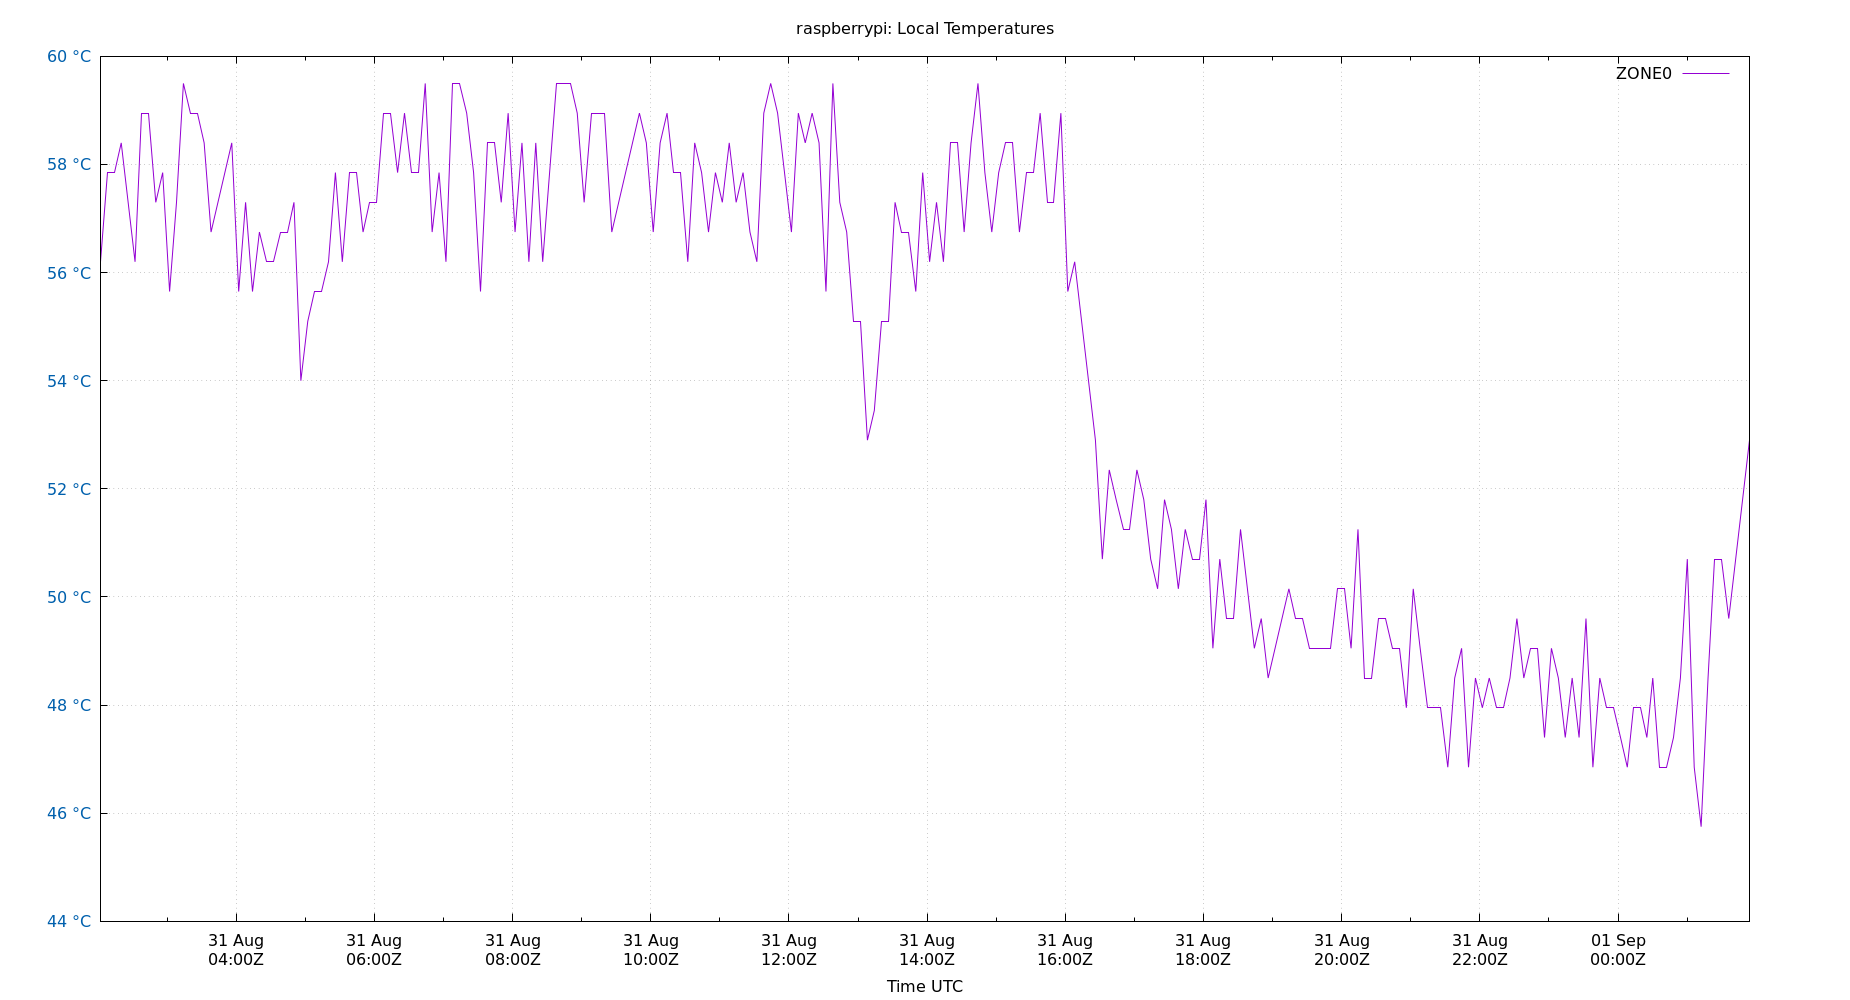 raspberrypi: Local Temperatures
60 °C
ZONE0
58 °C
56 °C
54 °C
52 °C
50 °C
48 °C
46 °C
44 °C
31 Aug
04:00Z
31 Aug
06:00Z
31 Aug
08:00Z
31 Aug
10:00Z
31 Aug
12:00Z
31 Aug
14:00Z
31 Aug
16:00Z
31 Aug
18:00Z
31 Aug
20:00Z
31 Aug
22:00Z
01 Sep
00:00Z
Time UTC